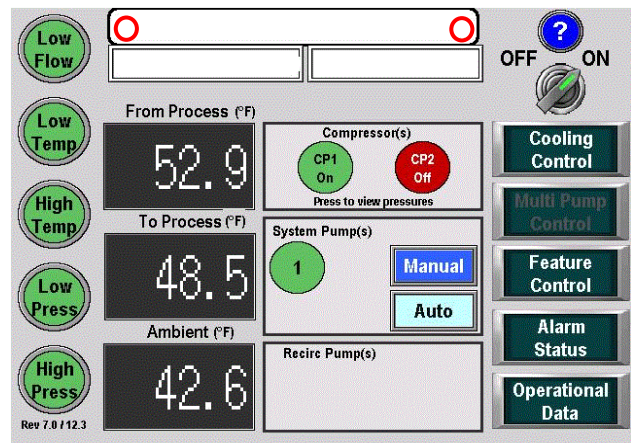 Low
Flow
?
OFF
ON
Low
Temp
From Process (°F)
52.9
Compressor(s)
CP1
On
CP2
Off
Press to view pressures
Cooling
Control
High
Temp
To Process (°F)
48.5
System Pump(s)
1
Manual
Auto
Multi Pump
Control
Feature
Control
Low
Press
Ambient (°F)
42.6
Recirc Pump(s)
Alarm
Status
High
Press
Operational
Data
Rev 7.0 / 12.3